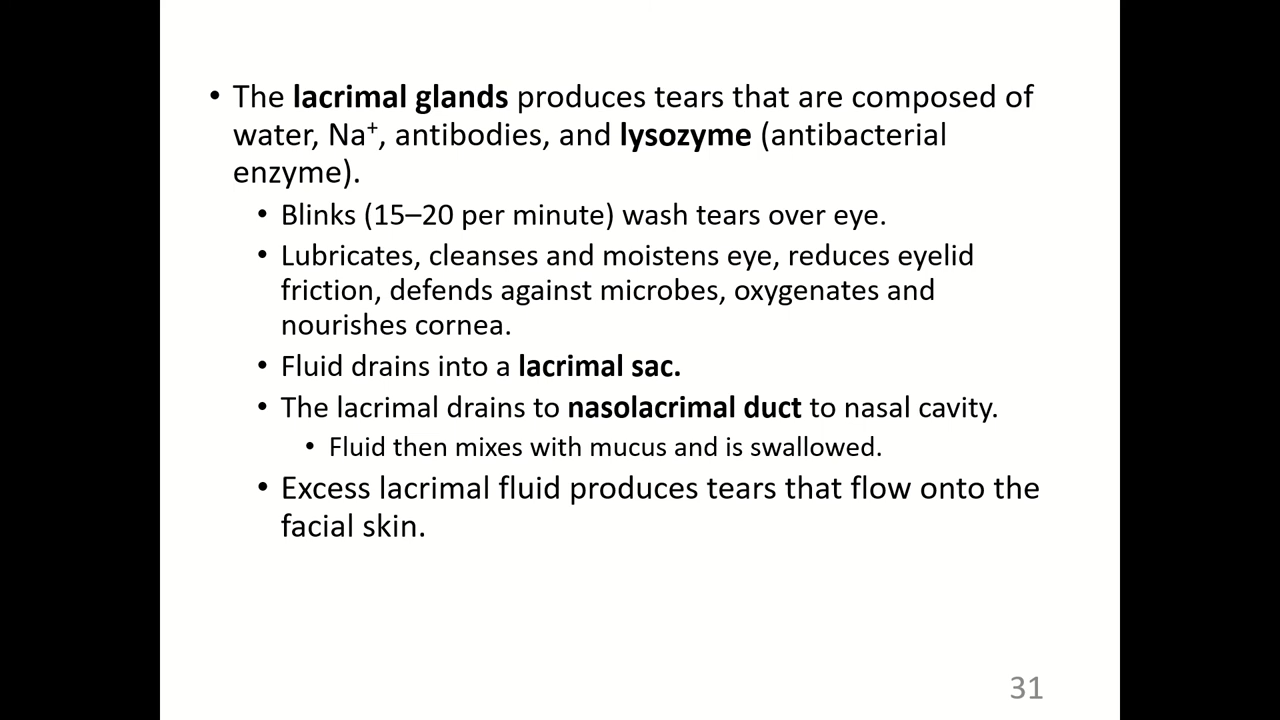 • The lacrimal glands produces tears that are composed of
water, Na⁺, antibodies, and lysozyme (antibacterial
enzyme).
• Blinks (15–20 per minute) wash tears over eye.
• Lubricates, cleanses and moistens eye, reduces eyelid
friction, defends against microbes, oxygenates and
nourishes cornea.
• Fluid drains into a lacrimal sac.
• The lacrimal drains to nasolacrimal duct to nasal cavity.
• Fluid then mixes with mucus and is swallowed.
• Excess lacrimal fluid produces tears that flow onto the
facial skin.
31